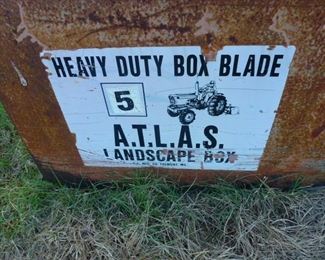 HEAVY DUTY BOX BLADE
5
A.T.L.A.S.
LANDSCAPE BOX